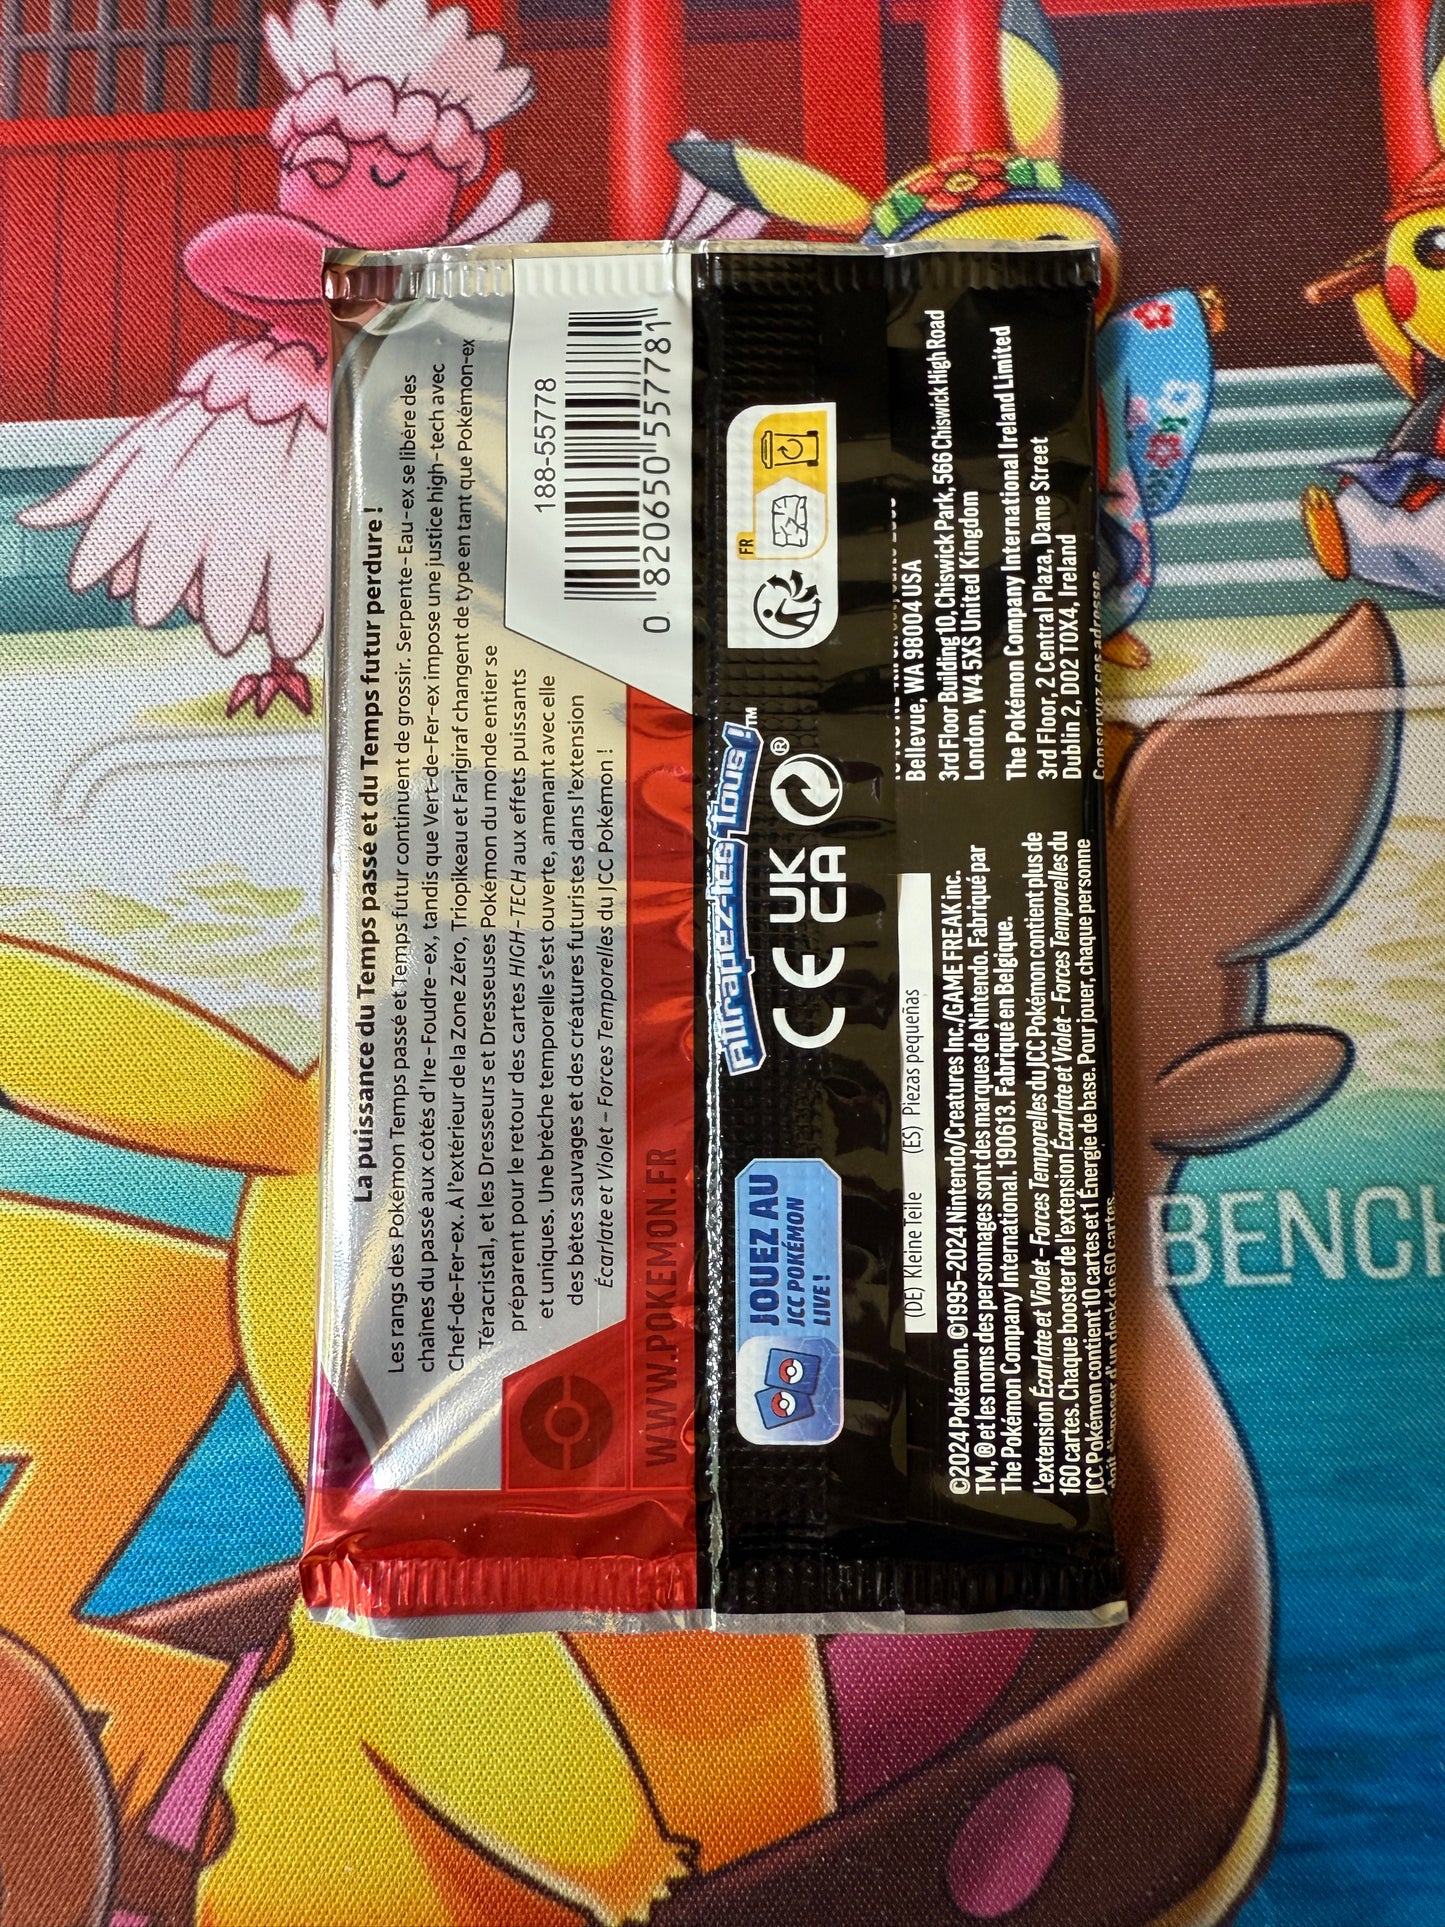 La puissance du Temps passé et du Temps futur perdure !
Les rangs des Pokémon Temps passé et Temps futur continuent de grossir. Serpente-Eau-ex se libère des
chaînes du passé aux côtés d'Ire-Foudre-ex, tandis que Vert-de-Fer-ex impose une justice high-tech avec
Chef-de-Fer-ex. À l'extérieur de la Zone Zéro, Triopikeau et Farigiraf changent de type en tant que Pokémon-ex
Téracristal, et les Dresseurs et Dresseuses Pokémon du monde entier se
préparent pour le retour des cartes HIGH-TECH aux effets puissants
et uniques. Une brèche temporelle s'est ouverte, amenant avec elle
des bêtes sauvages et des créatures futuristes dans l'extension
Écarlate et Violet – Forces Temporelles du JCC Pokémon !
188-55778
0 820650 557781
WWW.POKEMON.FR
Attrapez-les Tous!™
JOUEZ AU
JCC POKÉMON
LIVE !
CE UK
CA
®
FR
(DE) Kleine Teile (ES) Piezas pequeñas
©2024 Pokémon. ©1995–2024 Nintendo/Creatures Inc./GAME FREAK inc.
TM, ® et les noms des personnages sont des marques de Nintendo. Fabriqué par
The Pokémon Company International. 190613. Fabriqué en Belgique.
L'extension Écarlate et Violet – Forces Temporelles du JCC Pokémon contient plus de
160 cartes. Chaque booster de l'extension Écarlate et Violet – Forces Temporelles du
JCC Pokémon contient 10 cartes et 1 Énergie de base. Pour jouer, chaque personne
doit disposer d'un deck de 60 cartes.
Bellevue, WA 98004 USA
3rd Floor Building 10, Chiswick Park, 566 Chiswick High Road
London, W4 5XS United Kingdom
The Pokémon Company International Ireland Limited
3rd Floor, 2 Central Plaza, Dame Street
Dublin 2, D02 T0X4, Ireland
Conservez ces adresses
BENCH